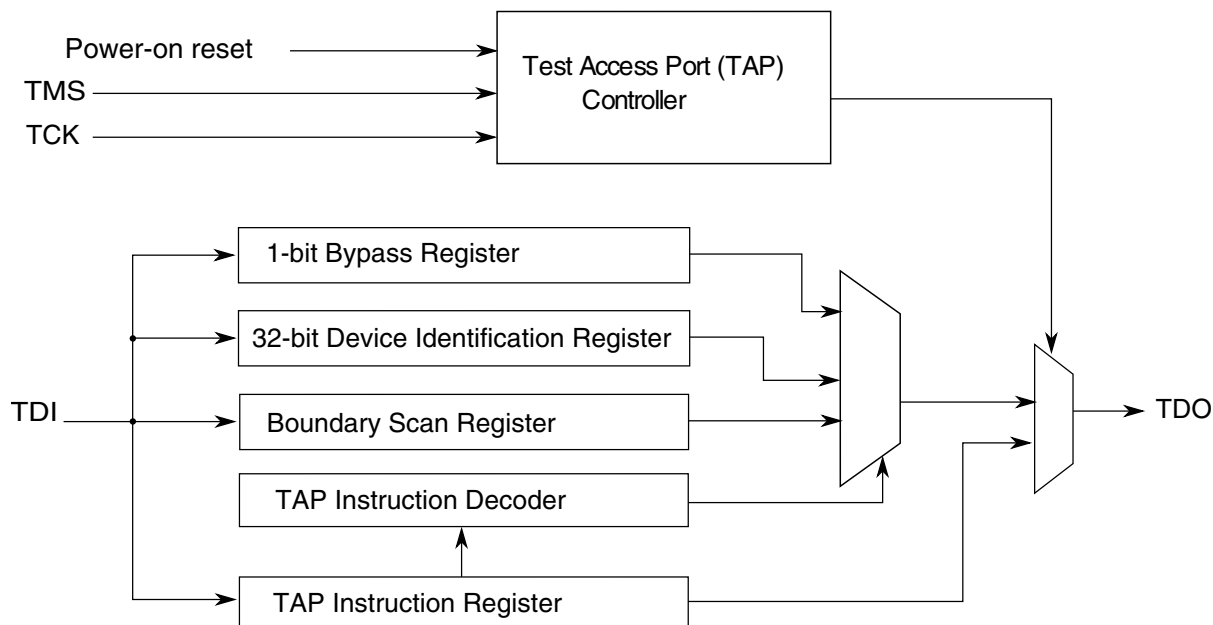 Power-on reset
TMS
TCK
Test Access Port (TAP)
Controller
1-bit Bypass Register
32-bit Device Identification Register
TDI
Boundary Scan Register
TDO
TAP Instruction Decoder
TAP Instruction Register